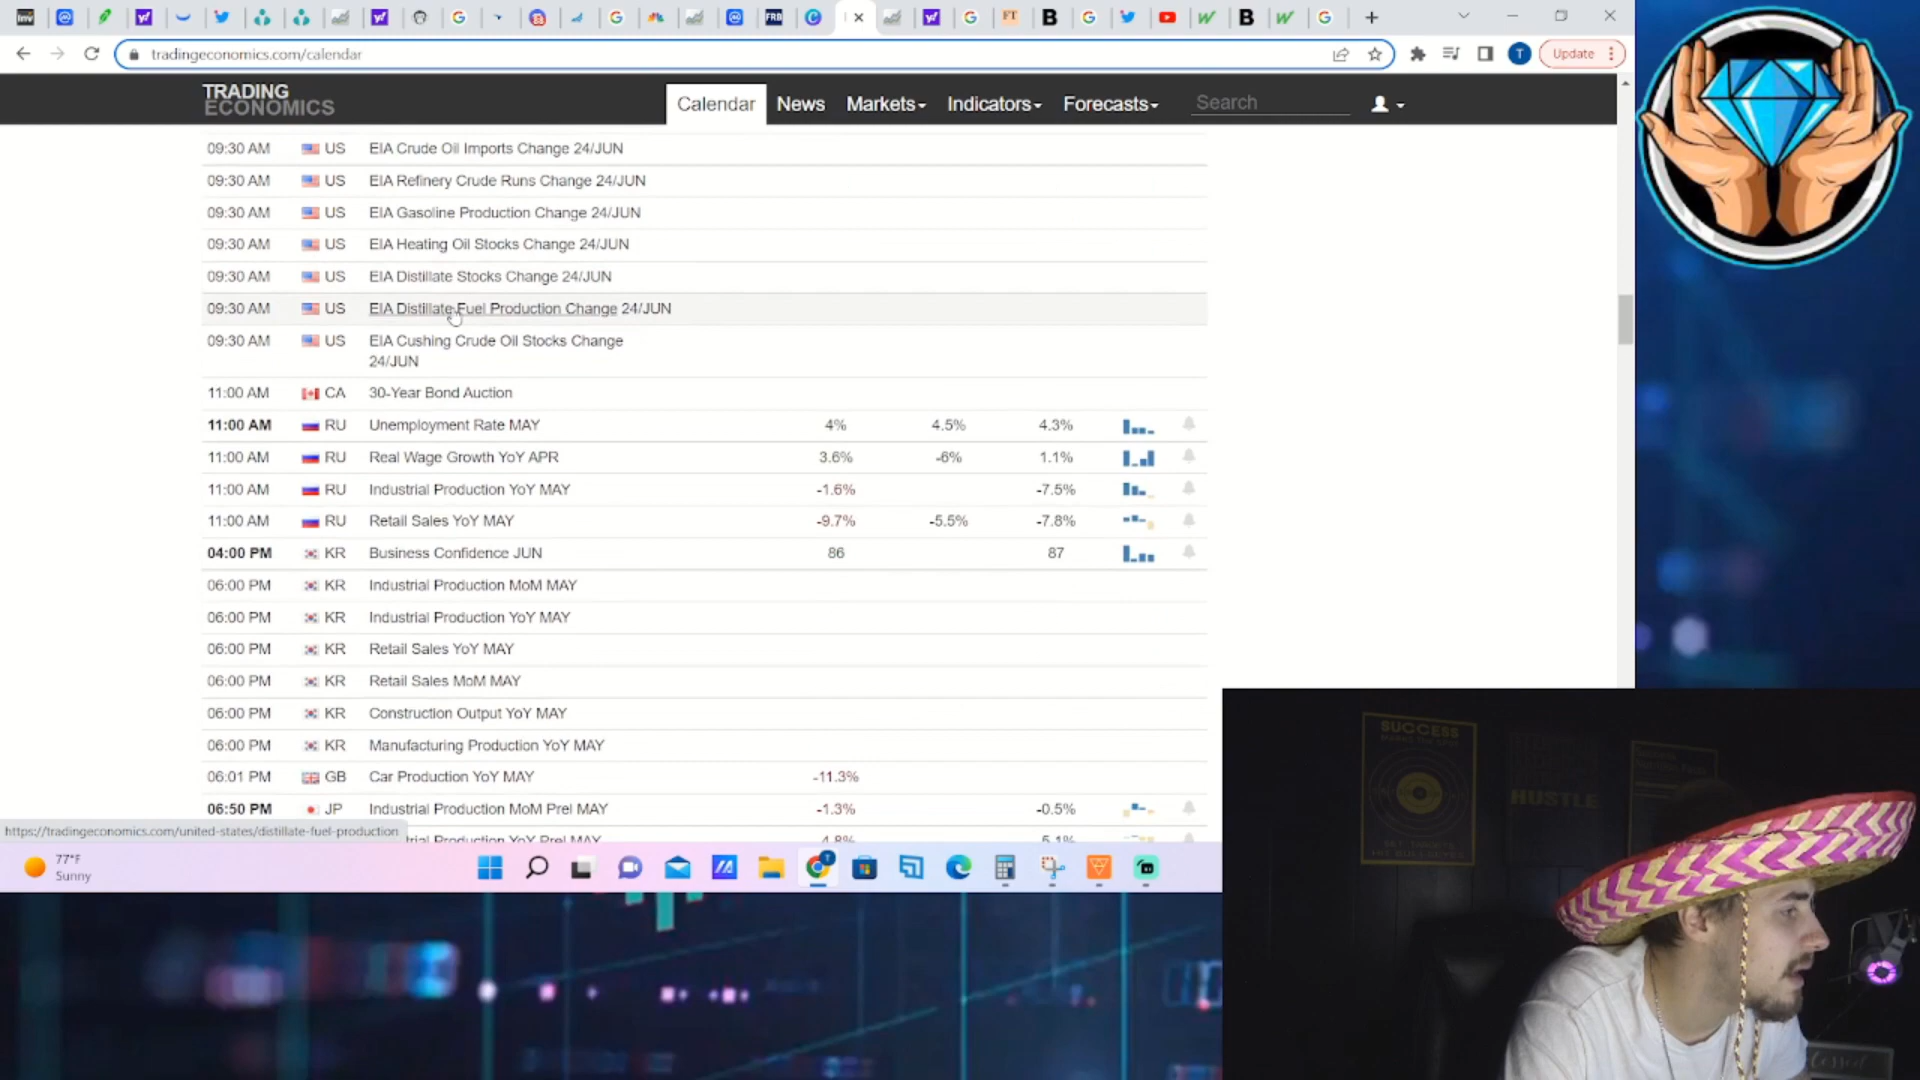 tradingeconomics.com/calendar
T
Update
TRADING
ECONOMICS
Calendar
News
Markets
Indicators
Forecasts
Search
09:30 AM US EIA Crude Oil Imports Change 24/JUN
09:30 AM US EIA Refinery Crude Runs Change 24/JUN
09:30 AM US EIA Gasoline Production Change 24/JUN
09:30 AM US EIA Heating Oil Stocks Change 24/JUN
09:30 AM US EIA Distillate Stocks Change 24/JUN
09:30 AM US EIA Distillate Fuel Production Change 24/JUN
09:30 AM US EIA Cushing Crude Oil Stocks Change
24/JUN
11:00 AM CA 30-Year Bond Auction
11:00 AM RU Unemployment Rate MAY 4% 4.5% 4.3%
11:00 AM RU Real Wage Growth YoY APR 3.6% -6% 1.1%
11:00 AM RU Industrial Production YoY MAY -1.6% -7.5%
11:00 AM RU Retail Sales YoY MAY -9.7% -5.5% -7.8%
04:00 PM KR Business Confidence JUN 86 87
06:00 PM KR Industrial Production MoM MAY
06:00 PM KR Industrial Production YoY MAY
06:00 PM KR Retail Sales YoY MAY
06:00 PM KR Retail Sales MoM MAY
06:00 PM KR Construction Output YoY MAY
06:00 PM KR Manufacturing Production YoY MAY
06:01 PM GB Car Production YoY MAY -11.3%
06:50 PM JP Industrial Production MoM Prel MAY -1.3% -0.5%
https://tradingeconomics.com/united-states/distillate-fuel-production
77°F
Sunny
SUCCESS
HUSTLE